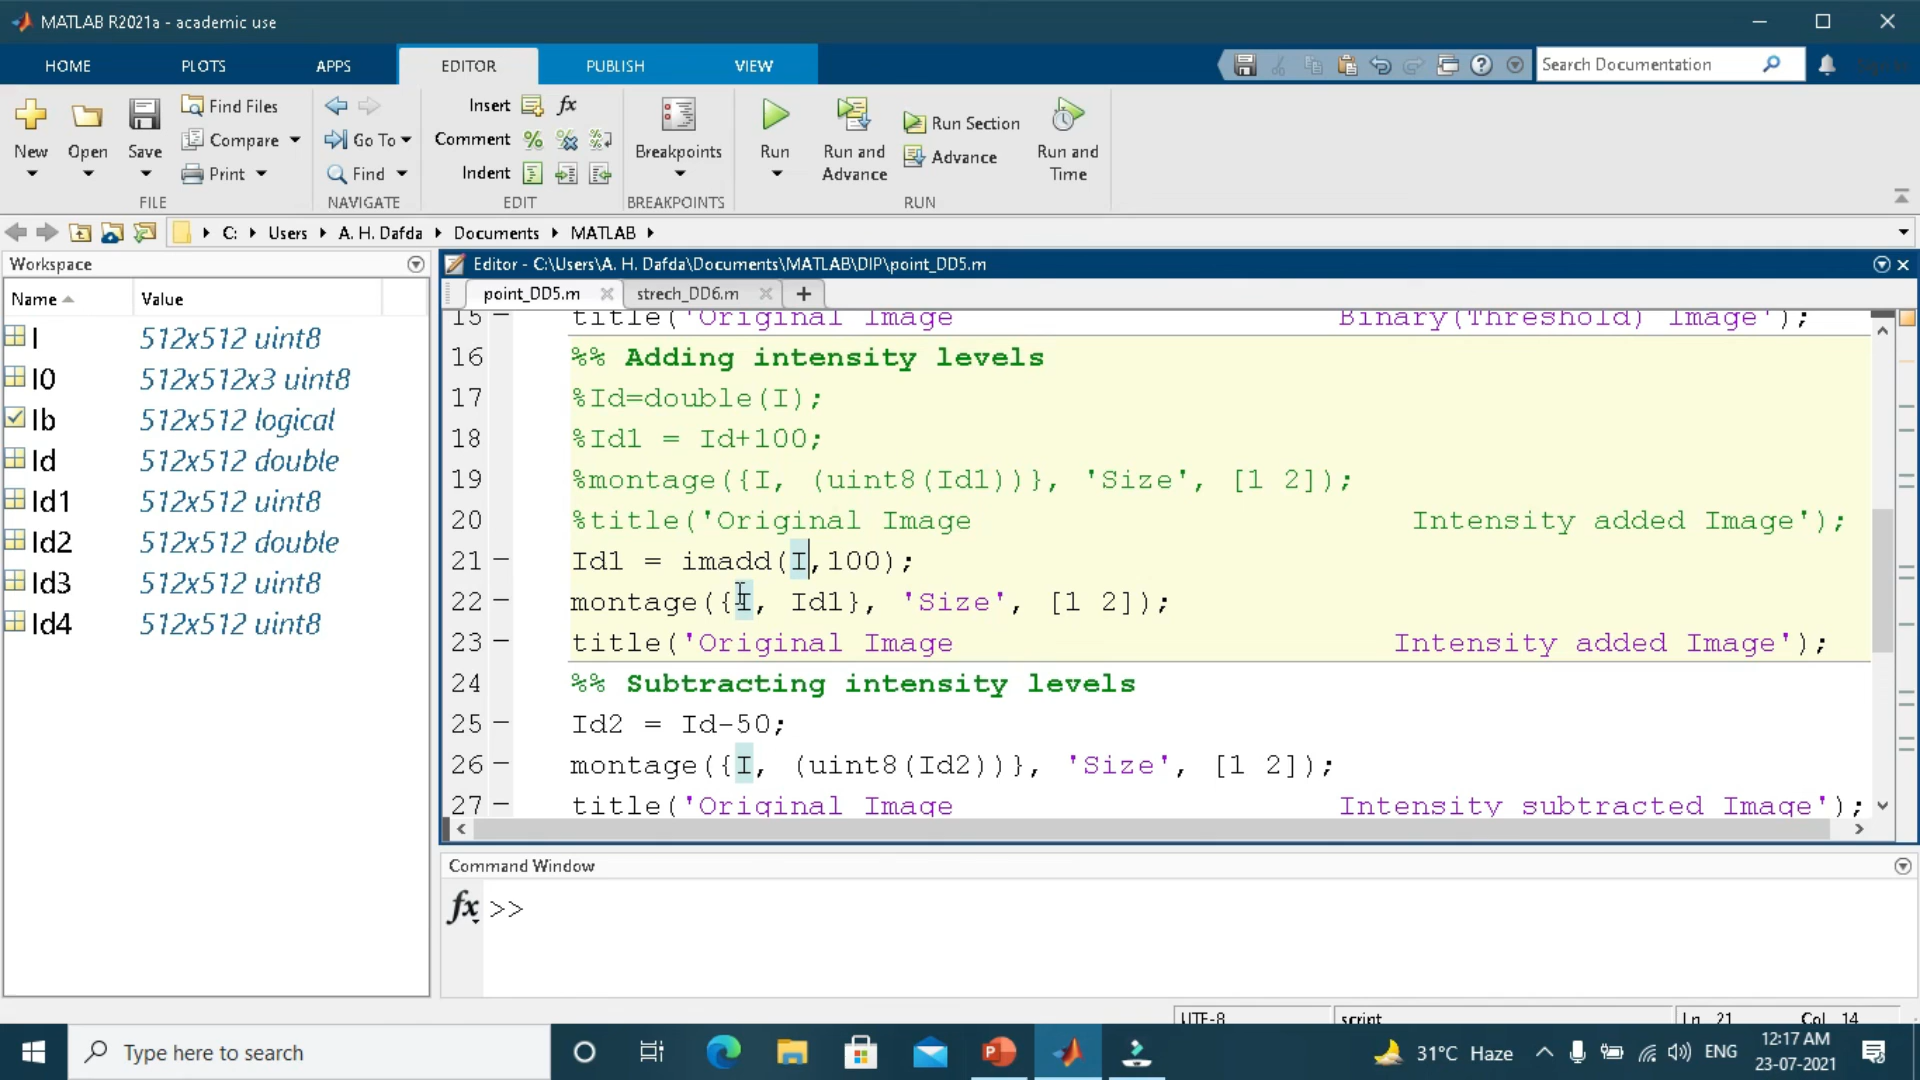 MATLAB R2021a - academic use
HOME PLOTS APPS EDITOR PUBLISH VIEW
Search Documentation
New Open Save Find Files Compare Print
FILE
Go To Find
NAVIGATE
Insert fx
Comment
Indent
EDIT
Breakpoints
BREAKPOINTS
Run Run and Advance Run Section Advance Run and Time
RUN
C: Users A. H. Dafda Documents MATLAB
Workspace
Name Value
I 512x512 uint8
I0 512x512x3 uint8
Ib 512x512 logical
Id 512x512 double
Id1 512x512 uint8
Id2 512x512 double
Id3 512x512 uint8
Id4 512x512 uint8
Editor - C:\Users\A. H. Dafda\Documents\MATLAB\DIP\point_DD5.m
point_DD5.m strech_DD6.m +
15 title('Original Image Binary(Threshold) Image');
16 %% Adding intensity levels
17 %Id=double(I);
18 %Id1 = Id+100;
19 %montage({I, (uint8(Id1))}, 'Size', [1 2]);
20 %title('Original Image Intensity added Image');
21 Id1 = imadd(I,100);
22 montage({I, Id1}, 'Size', [1 2]);
23 title('Original Image Intensity added Image');
24 %% Subtracting intensity levels
25 Id2 = Id-50;
26 montage({I, (uint8(Id2))}, 'Size', [1 2]);
27 title('Original Image Intensity subtracted Image');
Command Window
fx >>
UTF-8 script Ln 21 Col 14
Type here to search
31°C Haze ENG
12:17 AM
23-07-2021